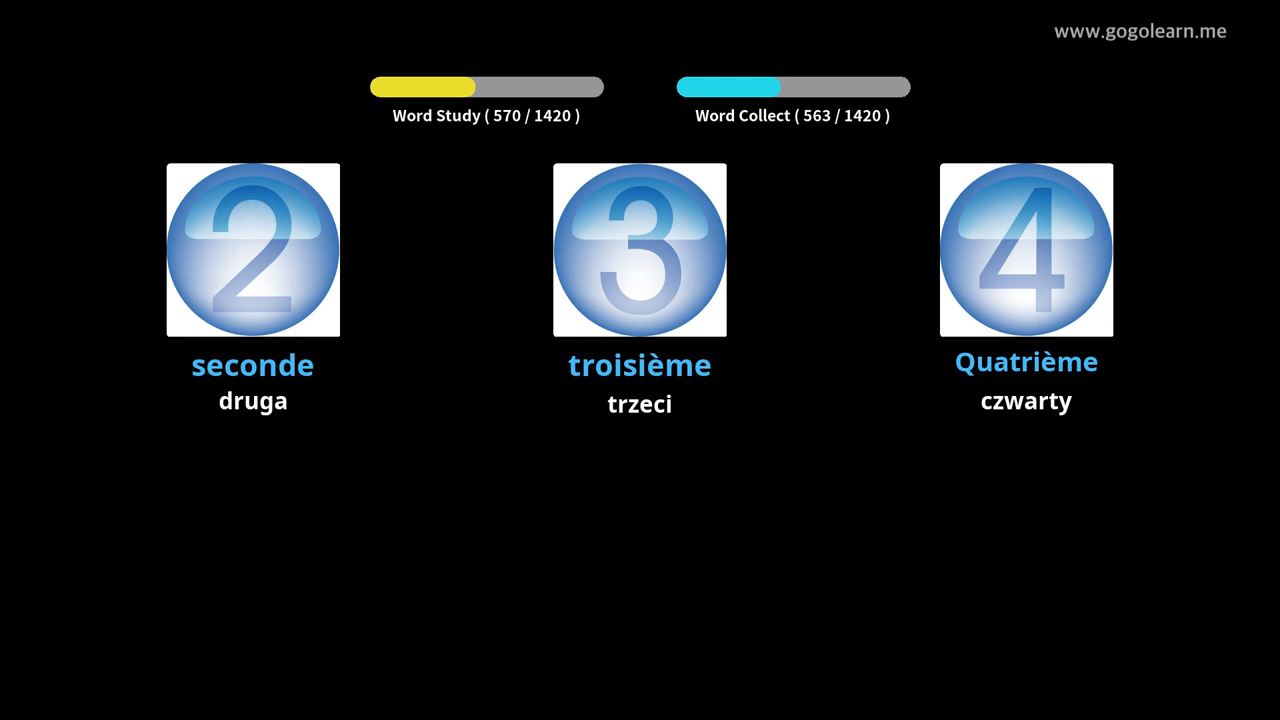 www.gogolearn.me
Word Study ( 570 / 1420 )
Word Collect ( 563 / 1420 )
2
3
4
seconde
troisième
Quatrième
druga
trzeci
czwarty